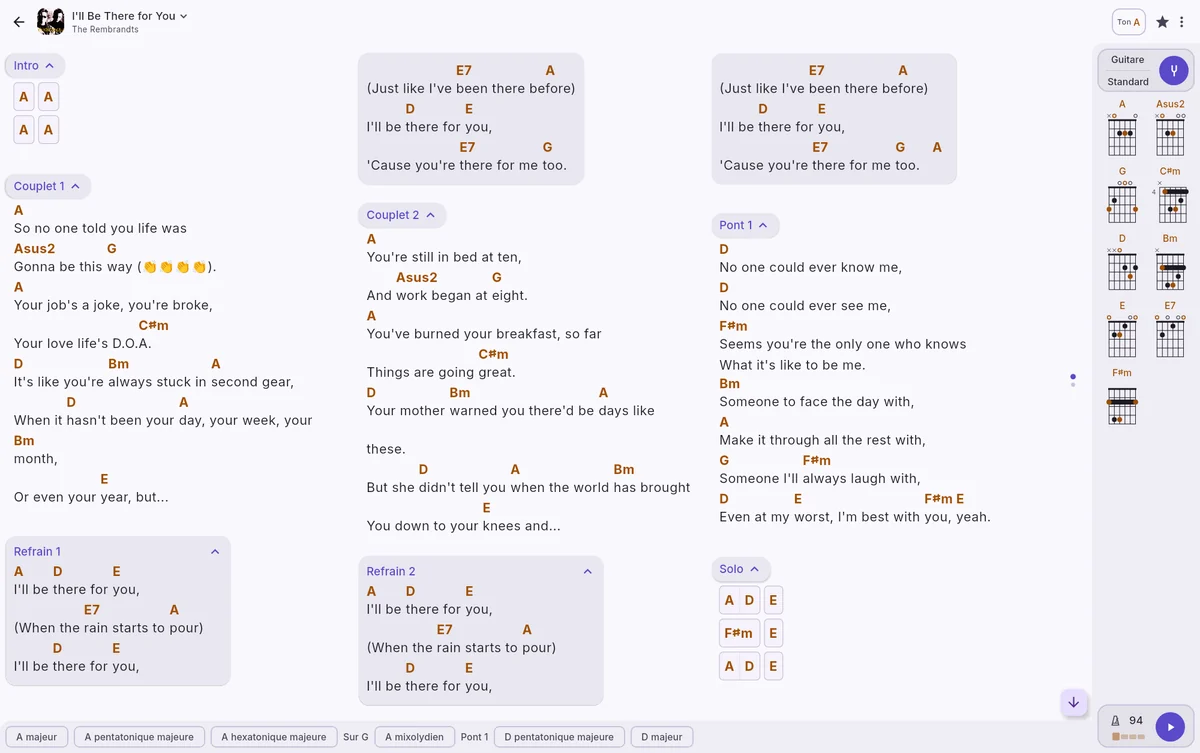 I'll Be There for You
The Rembrandts
Ton A
Intro
A A
A A
Couplet 1
A
So no one told you life was
Asus2 G
Gonna be this way (👏👏👏👏).
A
Your job's a joke, you're broke,
C#m
Your love life's D.O.A.
D Bm A
It's like you're always stuck in second gear,
D A
When it hasn't been your day, your week, your
Bm
month,
E
Or even your year, but...
Refrain 1
A D E
I'll be there for you,
E7 A
(When the rain starts to pour)
D E
I'll be there for you,
E7 A
(Just like I've been there before)
D E
I'll be there for you,
E7 G
'Cause you're there for me too.
Couplet 2
A
You're still in bed at ten,
Asus2 G
And work began at eight.
A
You've burned your breakfast, so far
C#m
Things are going great.
D Bm A
Your mother warned you there'd be days like
these.
D A Bm
But she didn't tell you when the world has brought
E
You down to your knees and...
Refrain 2
A D E
I'll be there for you,
E7 A
(When the rain starts to pour)
D E
I'll be there for you,
E7 A
(Just like I've been there before)
D E
I'll be there for you,
E7 G A
'Cause you're there for me too.
Pont 1
D
No one could ever know me,
D
No one could ever see me,
F#m
Seems you're the only one who knows
What it's like to be me.
Bm
Someone to face the day with,
A
Make it through all the rest with,
G F#m
Someone I'll always laugh with,
D E F#m E
Even at my worst, I'm best with you, yeah.
Solo
A D E
F#m E
A D E
Guitare
Standard
A Asus2
G C#m
4
D Bm
E E7
F#m
A majeur A pentatonique majeure A hexatonique majeure Sur G A mixolydien Pont 1 D pentatonique majeure D majeur
94